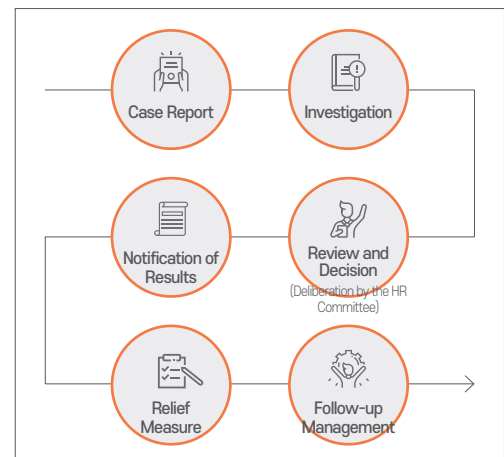 Case Report
Investigation
Notification of
Results
Review and
Decision
(Deliberation by the HR
Committee)
Relief
Measure
Follow-up
Management